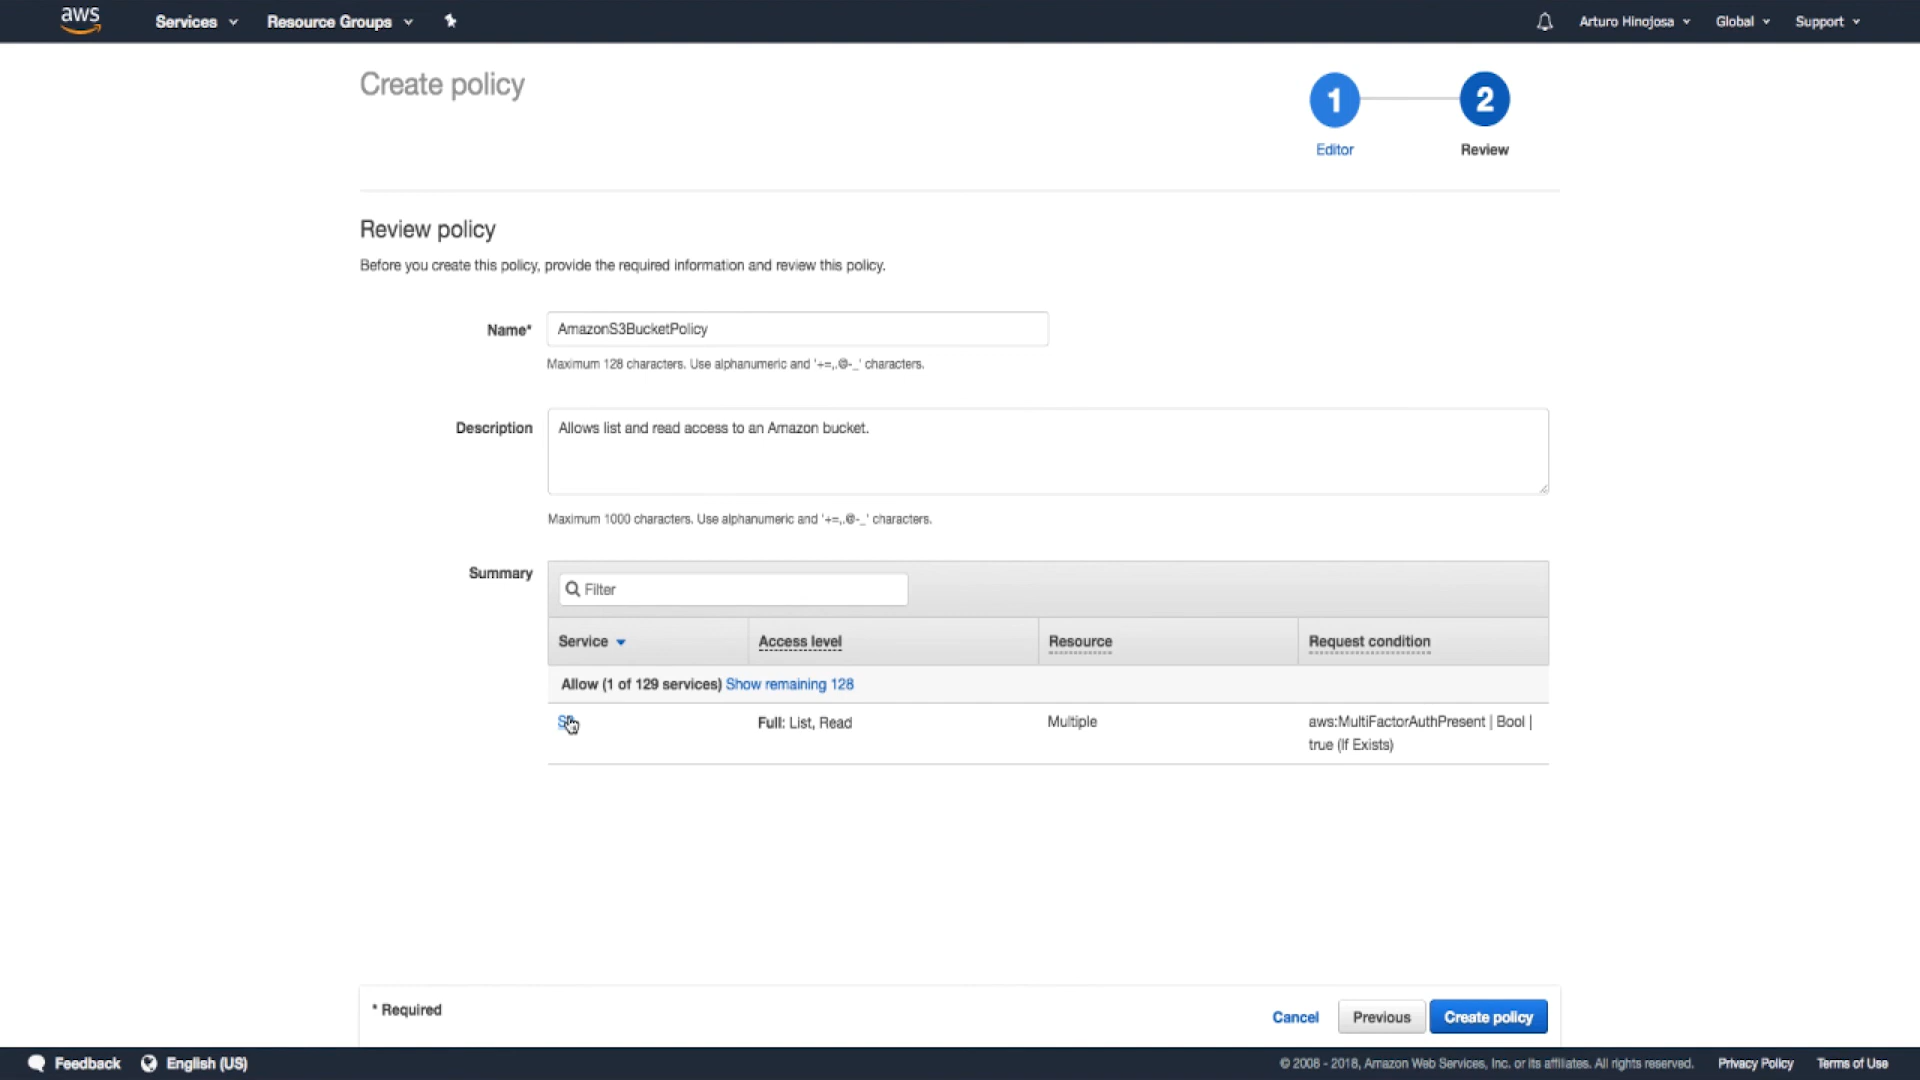 aws Services Resource Groups Arturo Hinojosa Global Support
Create policy
1 2
Editor Review
Review policy
Before you create this policy, provide the required information and review this policy.
Name* AmazonS3BucketPolicy
Maximum 128 characters. Use alphanumeric and '+=,.@-_' characters.
Description Allows list and read access to an Amazon bucket.
Maximum 1000 characters. Use alphanumeric and '+=,.@-_' characters.
Summary Filter
Service Access level Resource Request condition
Allow (1 of 129 services) Show remaining 128
Full: List, Read Multiple aws:MultiFactorAuthPresent | Bool |
true (If Exists)
* Required Cancel Previous Create policy
Feedback English (US) © 2008 - 2018, Amazon Web Services, Inc. or its affiliates. All rights reserved. Privacy Policy Terms of Use